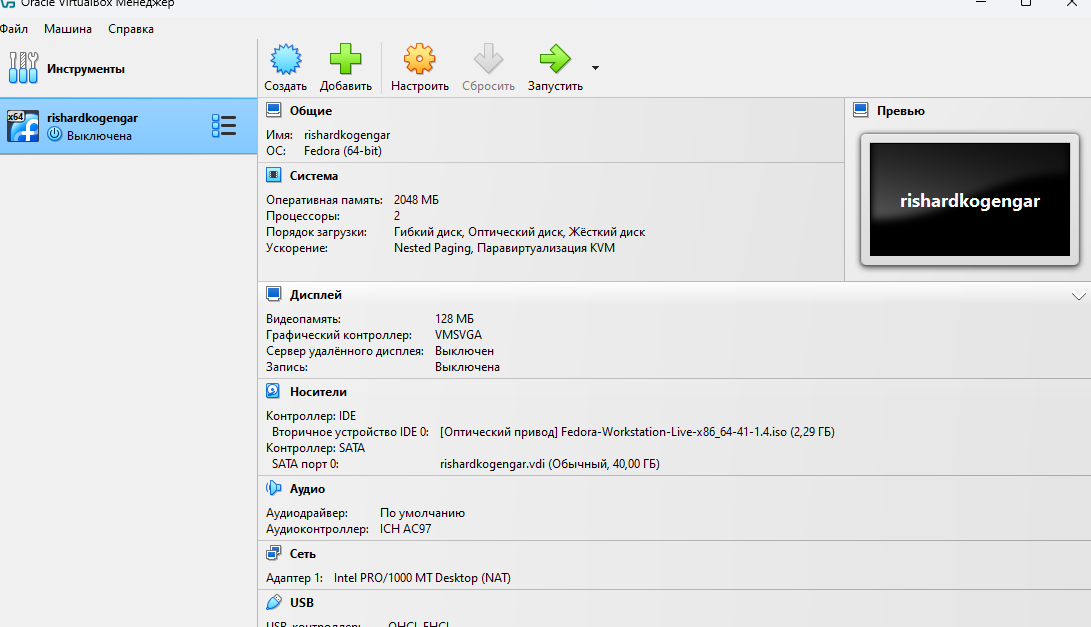 Oracle VirtualBox Менеджер
Файл Машина Справка
Инструменты
Создать Добавить Настроить Сбросить Запустить
x64
rishardkogengar
Выключена
Общие
Имя: rishardkogengar
ОС: Fedora (64-bit)
Система
Оперативная память: 2048 МБ
Процессоры: 2
Порядок загрузки: Гибкий диск, Оптический диск, Жёсткий диск
Ускорение: Nested Paging, Паравиртуализация KVM
Превью
rishardkogengar
Дисплей
Видеопамять: 128 МБ
Графический контроллер: VMSVGA
Сервер удалённого дисплея: Выключен
Запись: Выключена
Носители
Контроллер: IDE
Вторичное устройство IDE 0: [Оптический привод] Fedora-Workstation-Live-x86_64-41-1.4.iso (2,29 ГБ)
Контроллер: SATA
SATA порт 0: rishardkogengar.vdi (Обычный, 40,00 ГБ)
Аудио
Аудиодрайвер: По умолчанию
Аудиоконтроллер: ICH AC97
Сеть
Адаптер 1: Intel PRO/1000 MT Desktop (NAT)
USB
USB-контроллер: OHCI, EHCI